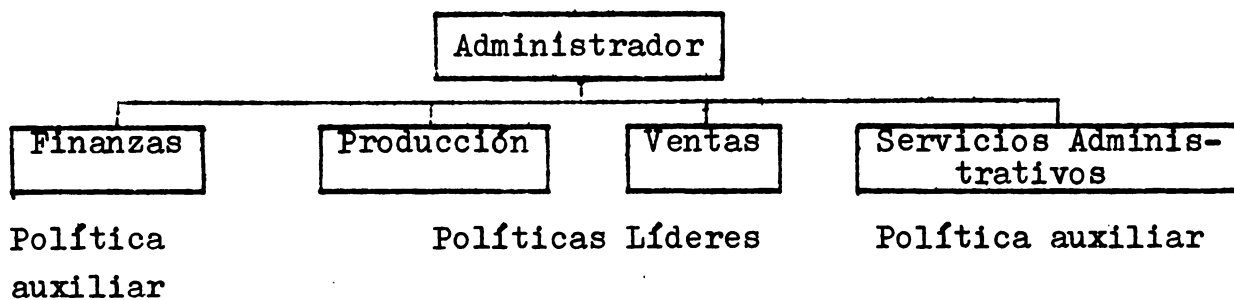 Administrador
Finanzas Producción Ventas Servicios Adminis-
trativos
Política Políticas Líderes Política auxiliar
auxiliar